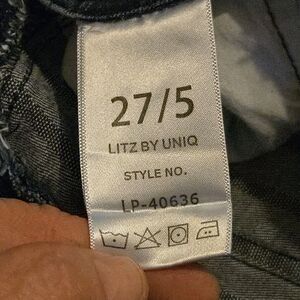 27/5
LITZ BY UNIQ
STYLE NO.
LP-40636